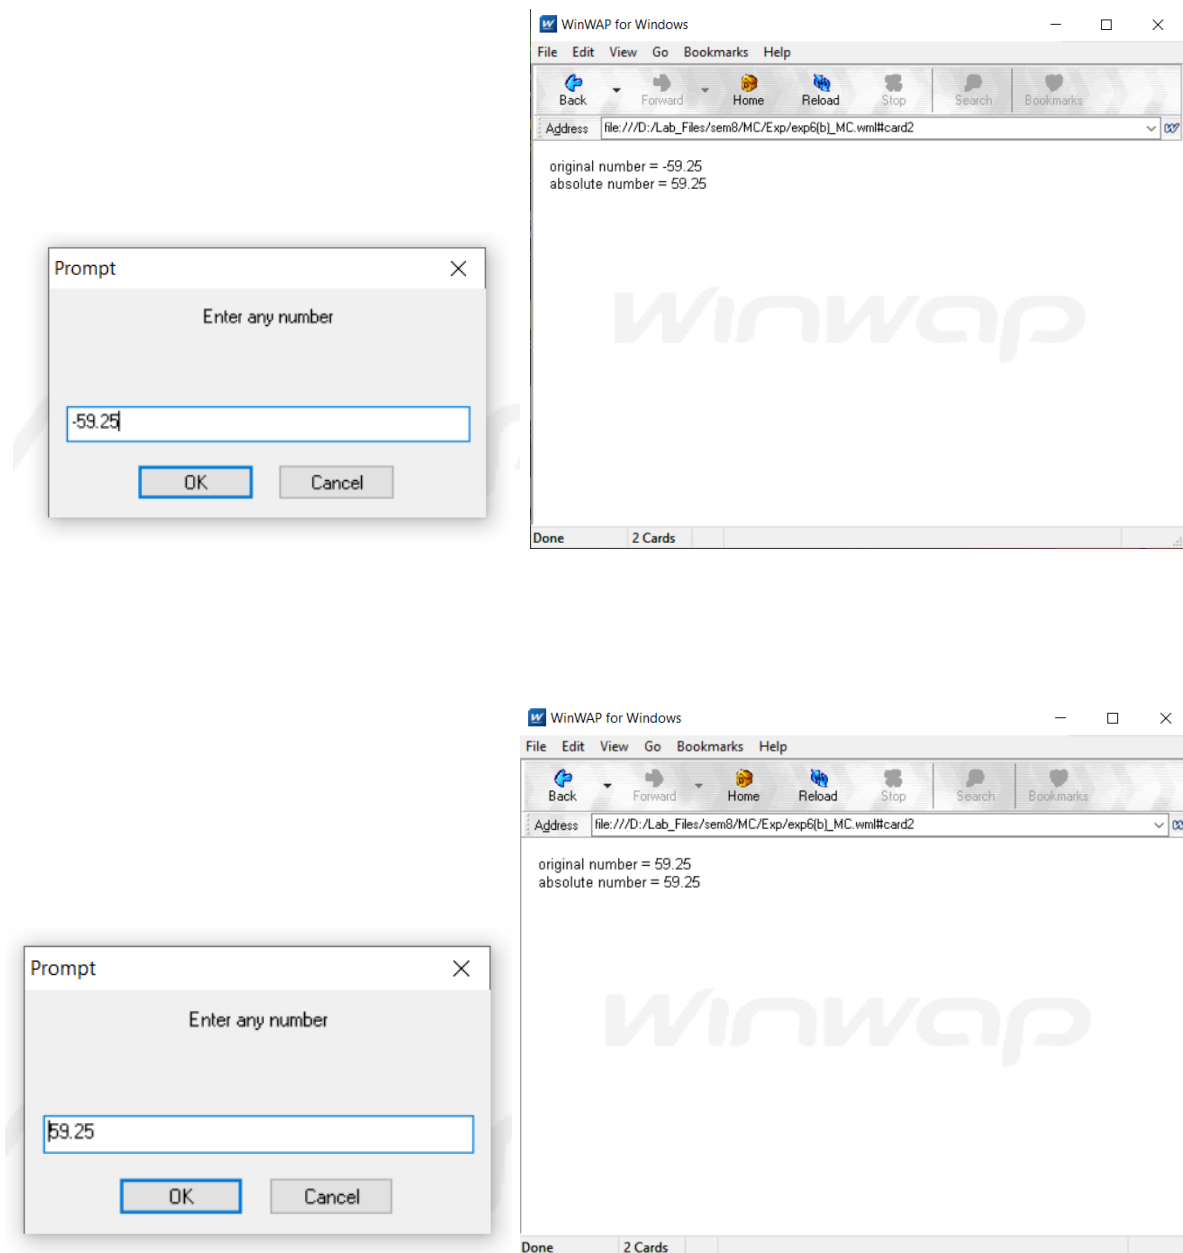 WinWAP for Windows
File Edit View Go Bookmarks Help
Back Forward Home Reload Stop Search Bookmarks
Address file:///D:/Lab_Files/sem8/MC/Exp/exp6(b)_MC.wml#card2
original number = -59.25
absolute number = 59.25
winwap
Done 2 Cards
Prompt
Enter any number
-59.25
OK Cancel
WinWAP for Windows
File Edit View Go Bookmarks Help
Back Forward Home Reload Stop Search Bookmarks
Address file:///D:/Lab_Files/sem8/MC/Exp/exp6(b)_MC.wml#card2
original number = 59.25
absolute number = 59.25
winwap
Done 2 Cards
Prompt
Enter any number
59.25
OK Cancel